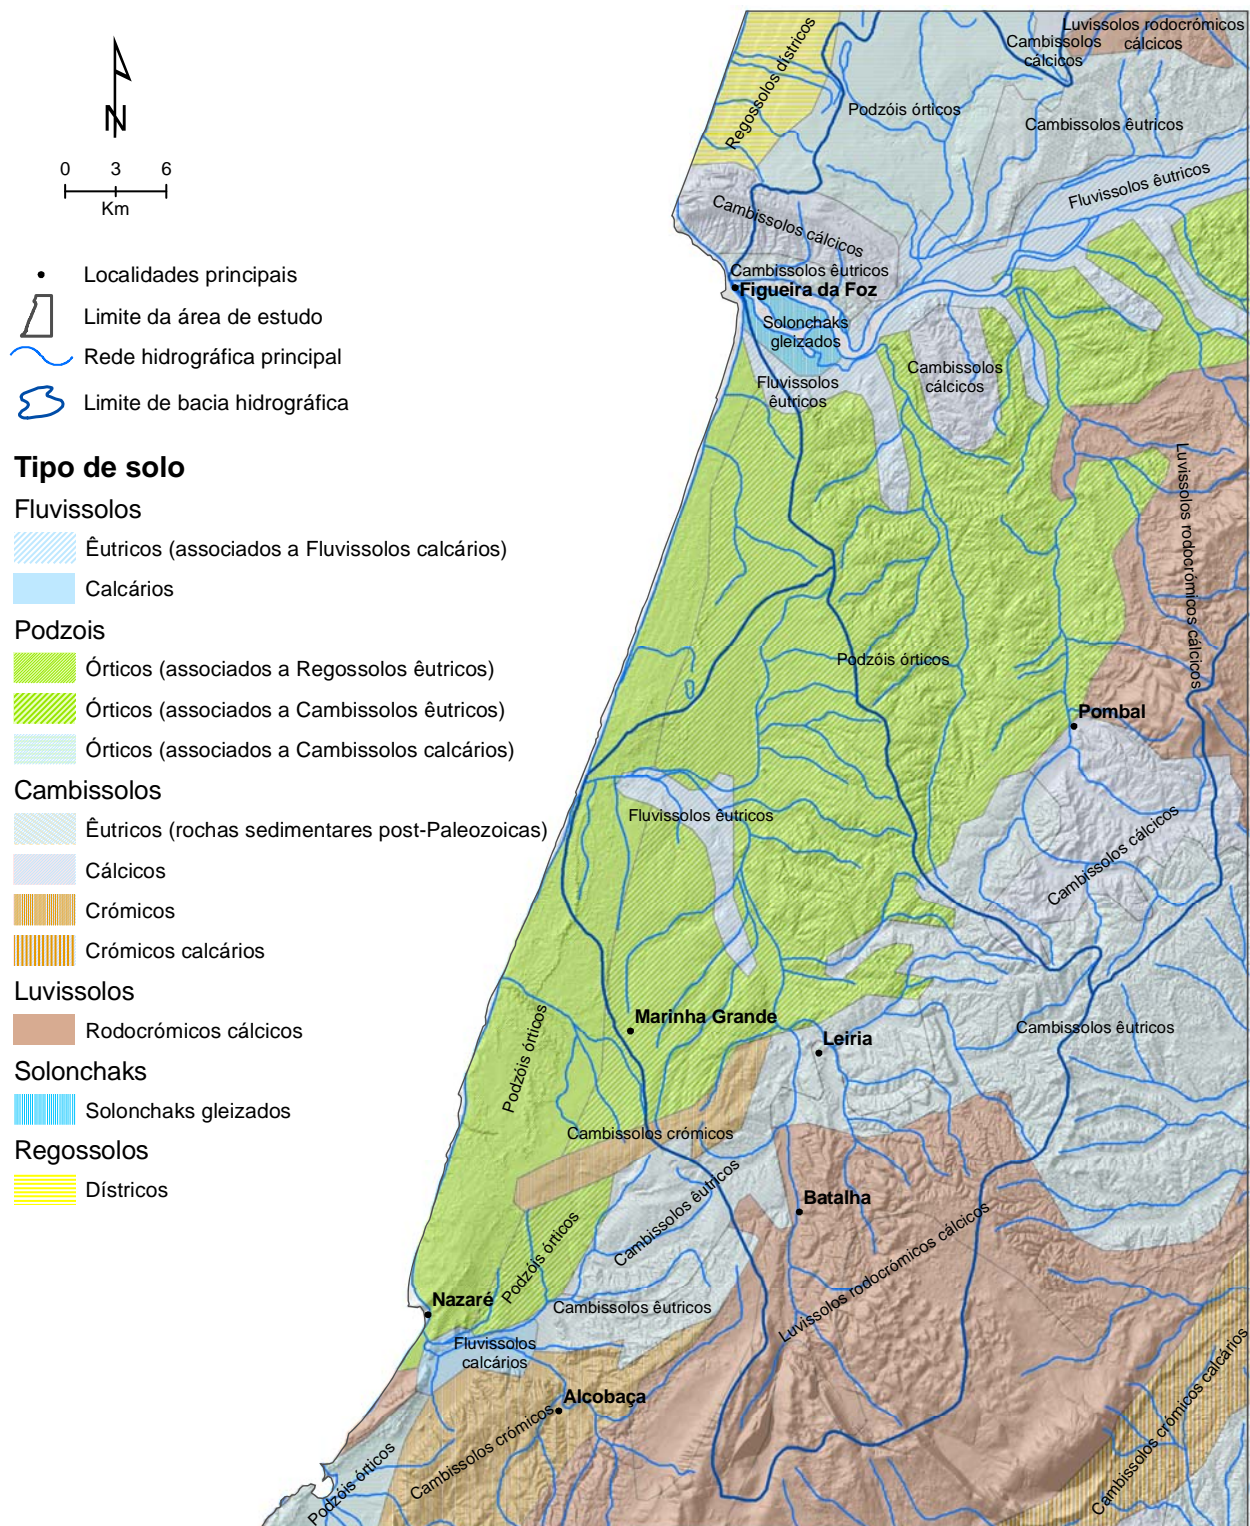 N
0 3 6
Km
Localidades principais
Limite da área de estudo
Rede hidrográfica principal
Limite de bacia hidrográfica
Tipo de solo
Fluvissolos
Êutricos (associados a Fluvissolos calcários)
Calcários
Podzois
Órticos (associados a Regossolos êutricos)
Órticos (associados a Cambissolos êutricos)
Órticos (associados a Cambissolos calcários)
Cambissolos
Êutricos (rochas sedimentares post-Paleozoicas)
Cálcicos
Crómicos
Crómicos calcários
Luvissolos
Rodocrómicos cálcicos
Solonchaks
Solonchaks gleizados
Regossolos
Dístricos
Regossolos dístricos
Podzóis órticos
Cambissolos
cálcicos
Luvissolos rodocrómicos
cálcicos
Cambissolos êutricos
Fluvissolos êutricos
Cambissolos cálcicos
Cambissolos êutricos
Figueira da Foz
Solonchaks
gleizados
Fluvissolos
êutricos
Cambissolos
cálcicos
Luvissolos rodocrómicos cálcicos
Podzóis órticos
Pombal
Fluvissolos êutricos
Cambissolos cálcicos
Marinha Grande
Leiria
Cambissolos êutricos
Podzóis órticos
Cambissolos crómicos
Cambissolos êutricos
Batalha
Luvissolos rodocrómicos cálcicos
Podzóis órticos
Nazaré
Cambissolos êutricos
Fluvissolos
calcários
Alcobaça
Cambissolos crómicos
Podzóis órticos
Cambissolos crómicos calcários